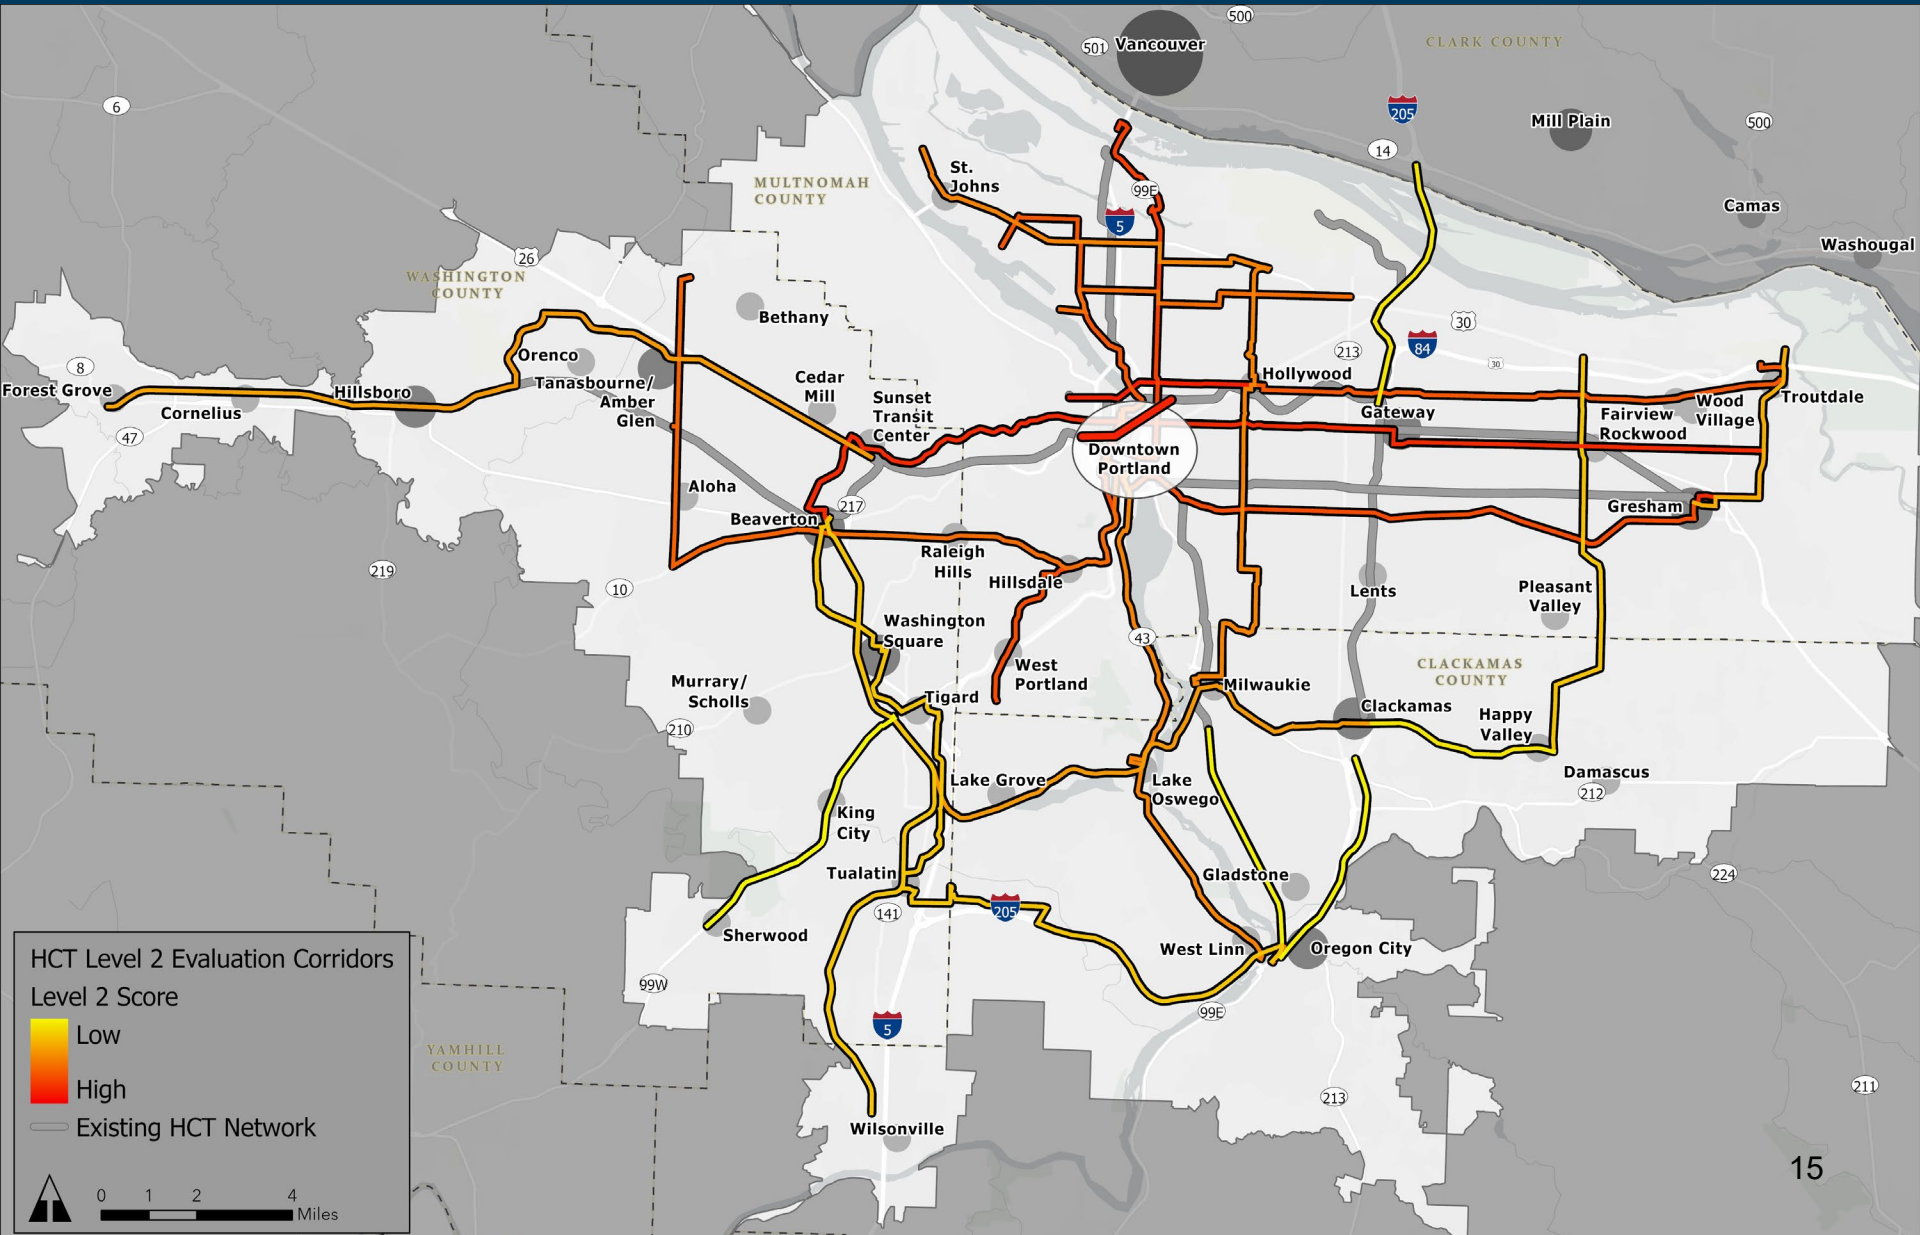 500
501
Vancouver
CLARK COUNTY
6
205
Mill Plain
500
14
St.
Johns
MULTNOMAH
COUNTY
99E
Camas
5
Washougal
26
WASHINGTON
COUNTY
Bethany
30
84
213
30
Orenco
8
Forest Grove
Cornelius
Hillsboro
Tanasbourne/
Amber
Glen
Cedar
Mill
Sunset
Transit
Center
Hollywood
Gateway
Fairview
Rockwood
Wood
Village
Troutdale
47
Downtown
Portland
Aloha
217
Beaverton
Gresham
219
10
Raleigh
Hills
Hillsdale
Lents
Pleasant
Valley
Washington
Square
43
West
Portland
CLACKAMAS
COUNTY
Murrary/
Scholls
Tigard
Milwaukie
210
Clackamas
Happy
Valley
Lake Grove
Lake
Oswego
Damascus
212
King
City
Tualatin
Gladstone
224
141
205
Sherwood
West Linn
Oregon City
99W
99E
5
YAMHILL
COUNTY
213
211
Wilsonville
HCT Level 2 Evaluation Corridors
Level 2 Score
Low
High
Existing HCT Network
0 1 2 4
Miles
15